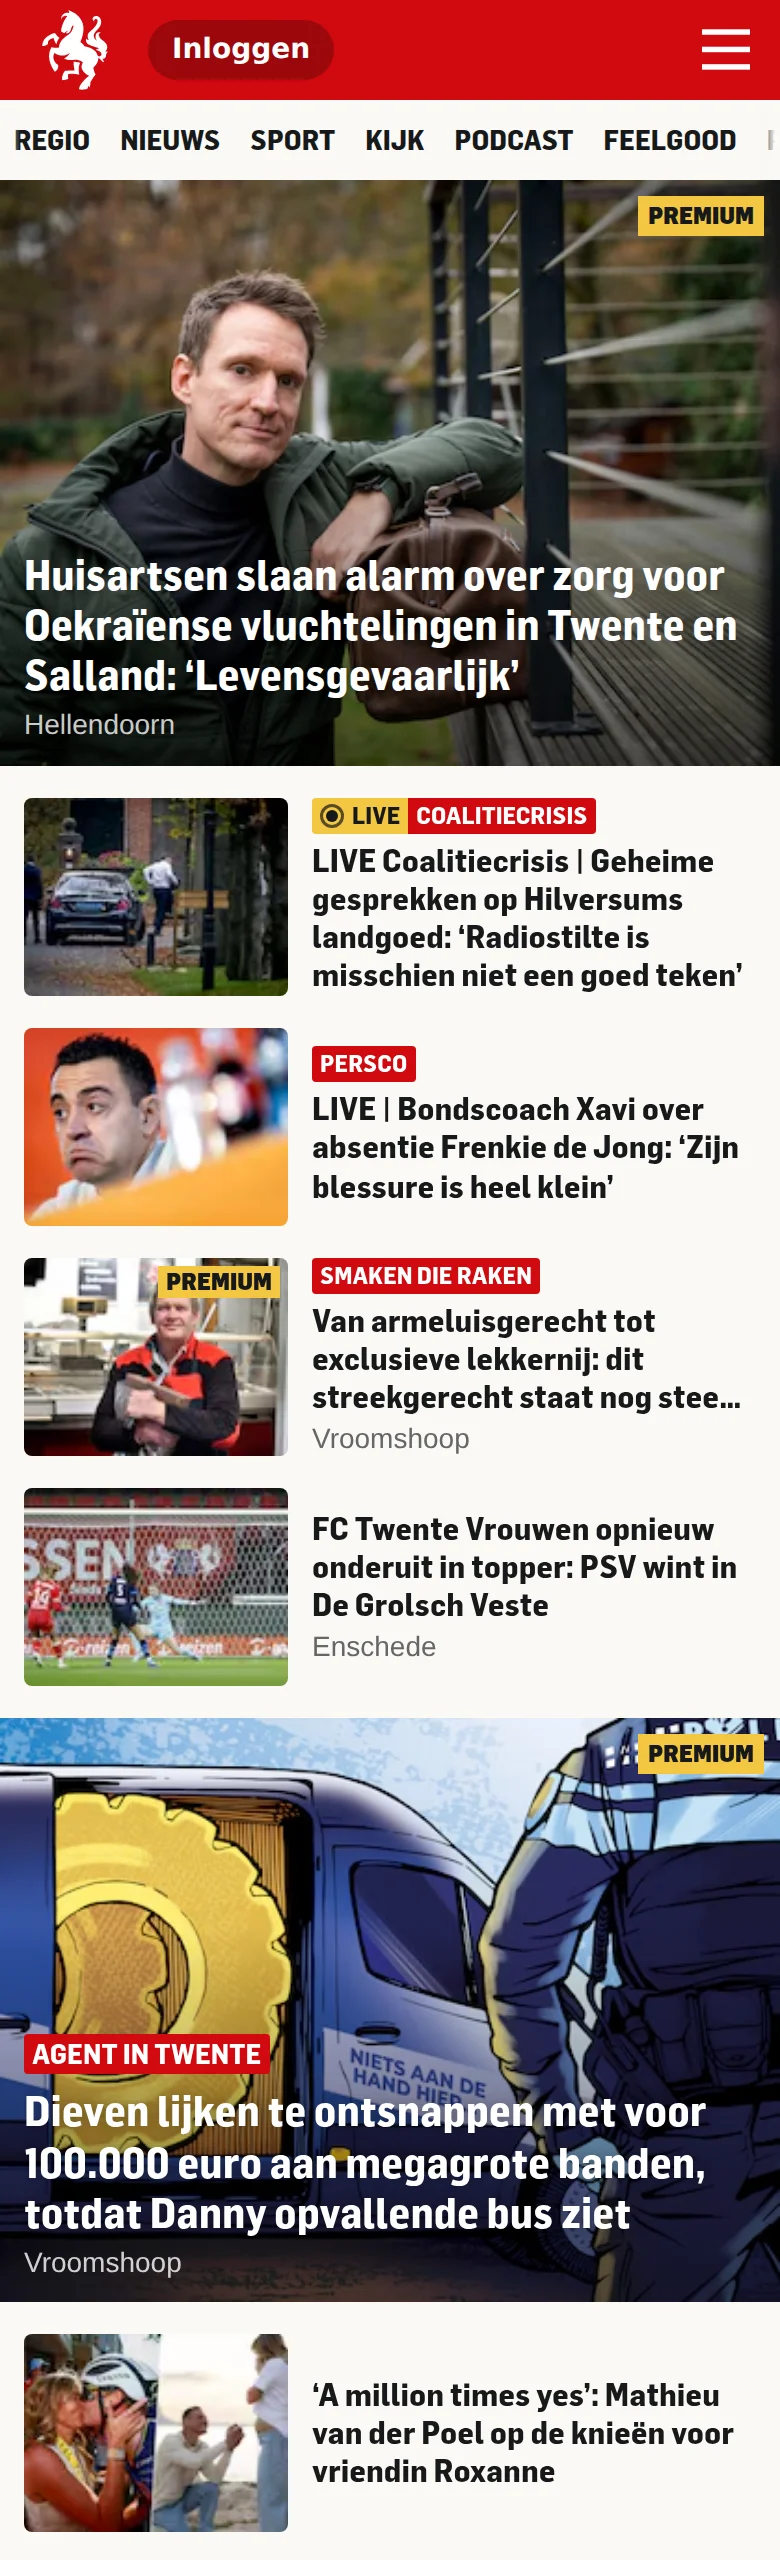 Inloggen
REGIO NIEUWS SPORT KIJK PODCAST FEELGOOD
PREMIUM
Huisartsen slaan alarm over zorg voor
Oekraïense vluchtelingen in Twente en
Salland: ‘Levensgevaarlijk’
Hellendoorn
LIVE COALITIECRISIS
LIVE Coalitiecrisis | Geheime
gesprekken op Hilversums
landgoed: ‘Radiostilte is
misschien niet een goed teken’
PERSCO
LIVE | Bondscoach Xavi over
absentie Frenkie de Jong: ‘Zijn
blessure is heel klein’
PREMIUM
SMAKEN DIE RAKEN
Van armeluisgerecht tot
exclusieve lekkernij: dit
streekgerecht staat nog stee...
Vroomshoop
FC Twente Vrouwen opnieuw
onderuit in topper: PSV wint in
De Grolsch Veste
Enschede
PREMIUM
NIETS AAN DE
HAND HIER
AGENT IN TWENTE
Dieven lijken te ontsnappen met voor
100.000 euro aan megagrote banden,
totdat Danny opvallende bus ziet
Vroomshoop
‘A million times yes’: Mathieu
van der Poel op de knieën voor
vriendin Roxanne